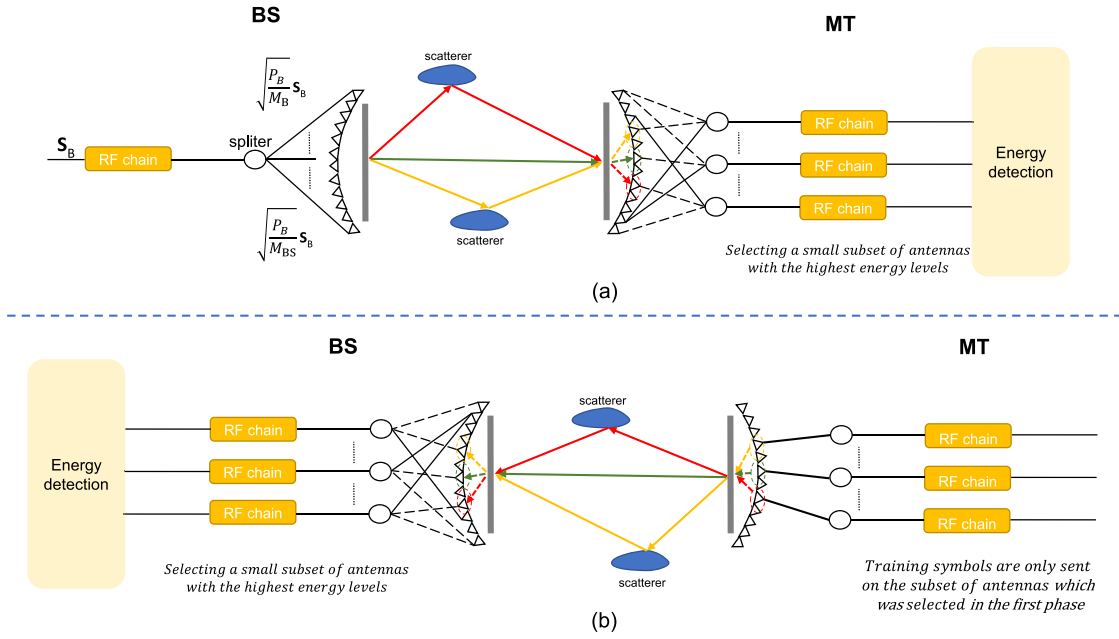 BS
MT
scatterer
√(P_B/M_B) S_B
S_B
RF chain
spliter
RF chain
RF chain
RF chain
Energy
detection
√(P_B/M_BS) S_B
scatterer
Selecting a small subset of antennas
with the highest energy levels
(a)
BS
MT
scatterer
Energy
detection
RF chain
RF chain
RF chain
RF chain
RF chain
RF chain
Selecting a small subset of antennas
with the highest energy levels
scatterer
Training symbols are only sent
on the subset of antennas which
was selected in the first phase
(b)